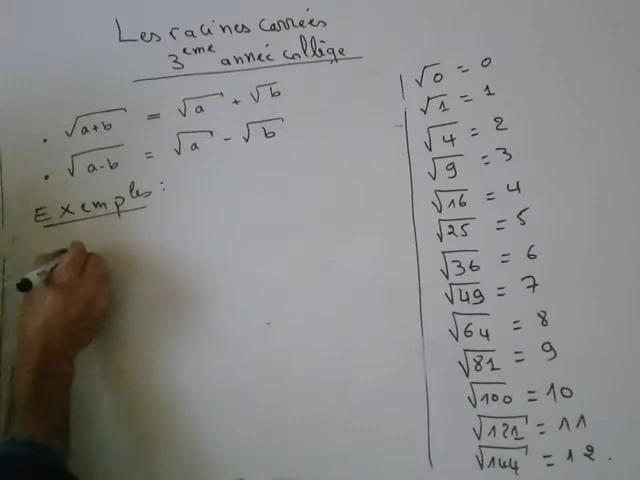 Les racines carrées
3eme année collège
. √a+b = √a + √b
. √a-b = √a - √b
Exemples :
√0 = 0
√1 = 1
√4 = 2
√9 = 3
√16 = 4
√25 = 5
√36 = 6
√49 = 7
√64 = 8
√81 = 9
√100 = 10
√121 = 11
√144 = 12.